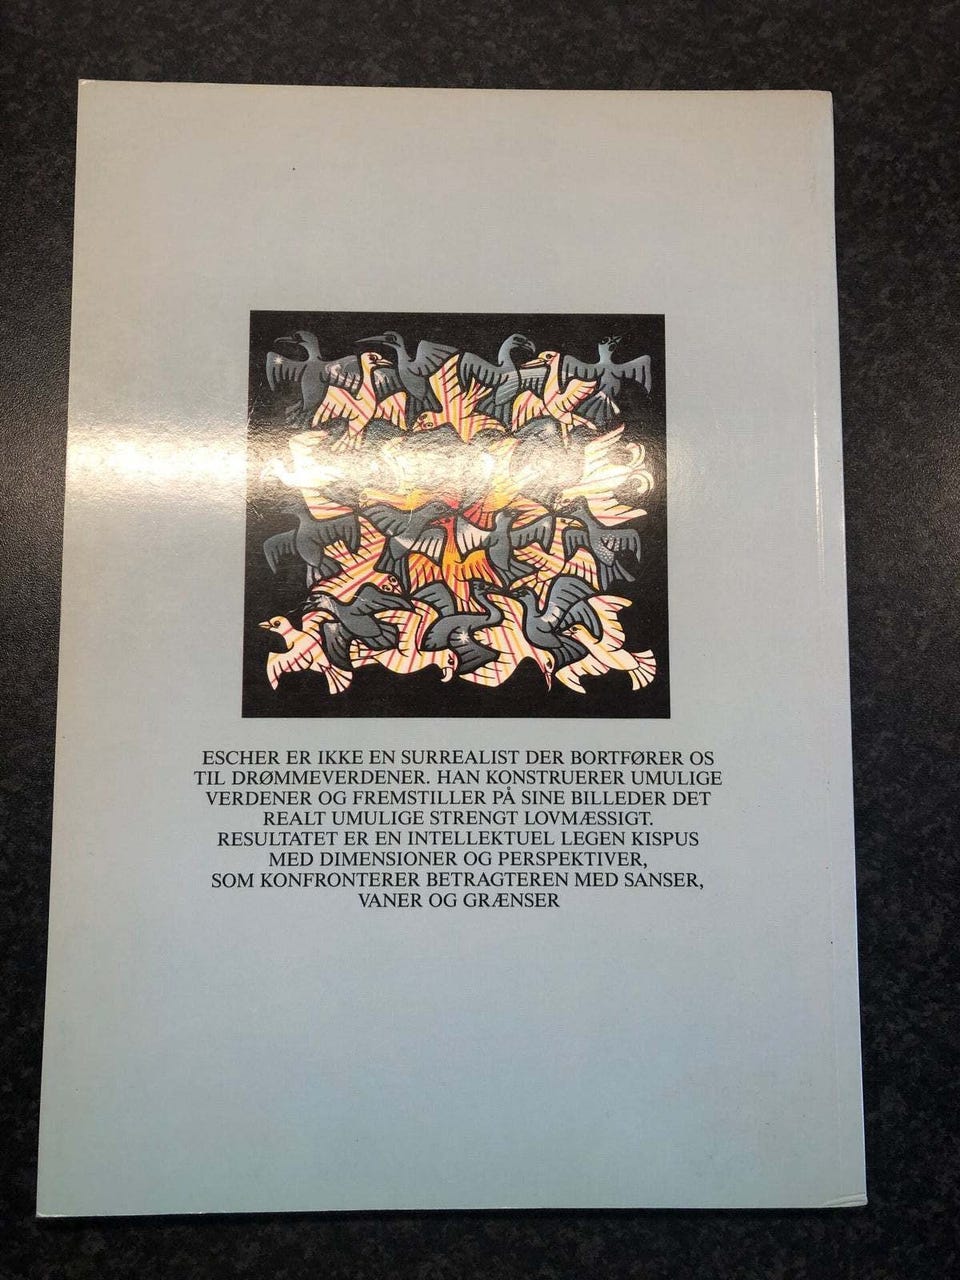 ESCHER ER IKKE EN SURREALIST DER BORTFØRER OS
TIL DRØMMEVERDENER. HAN KONSTRUERER UMULIGE
VERDENER OG FREMSTILLER PÅ SINE BILLEDER DET
REALT UMULIGE STRENGT LOVMÆSSIGT.
RESULTATET ER EN INTELLEKTUEL LEGEN KISPUS
MED DIMENSIONER OG PERSPEKTIVER,
SOM KONFRONTERER BETRAGTEREN MED SANSER,
VANER OG GRÆNSER